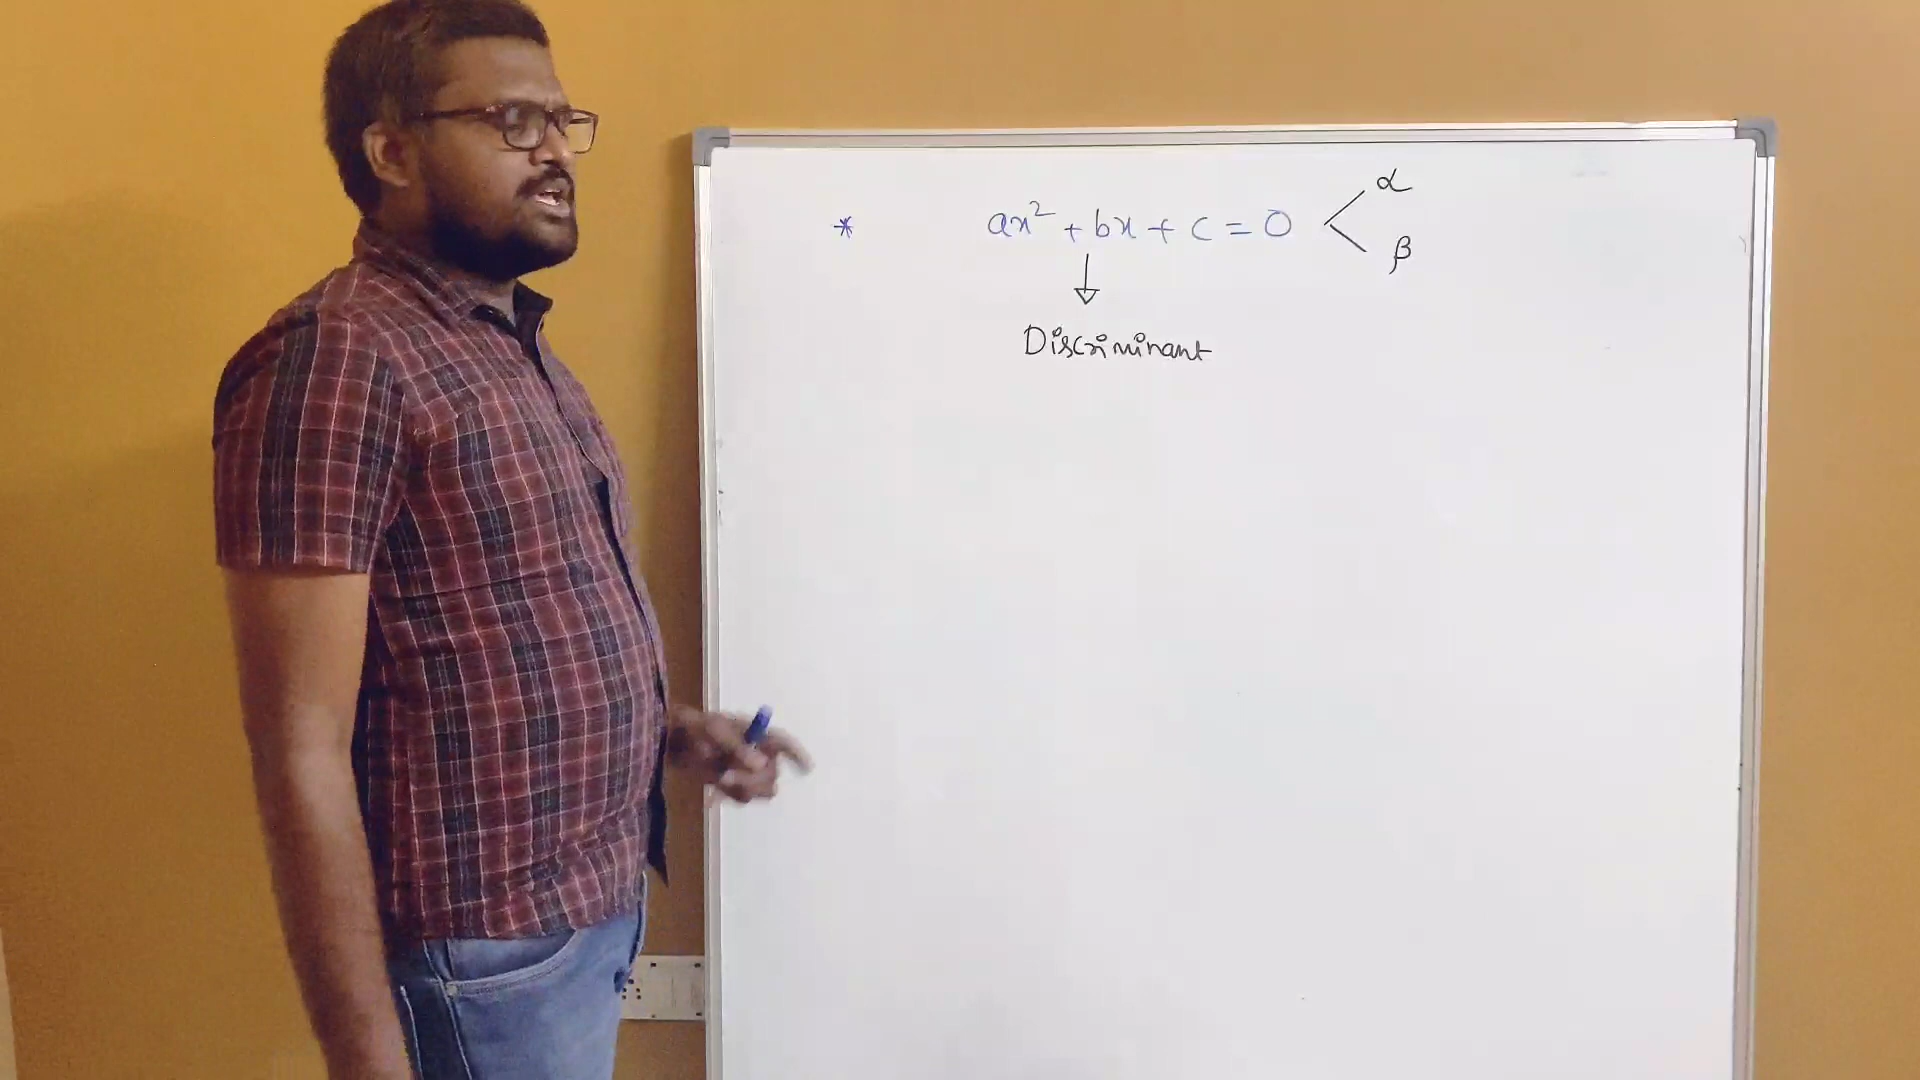 * ax² + bx + c = 0 < α β
Discriminant